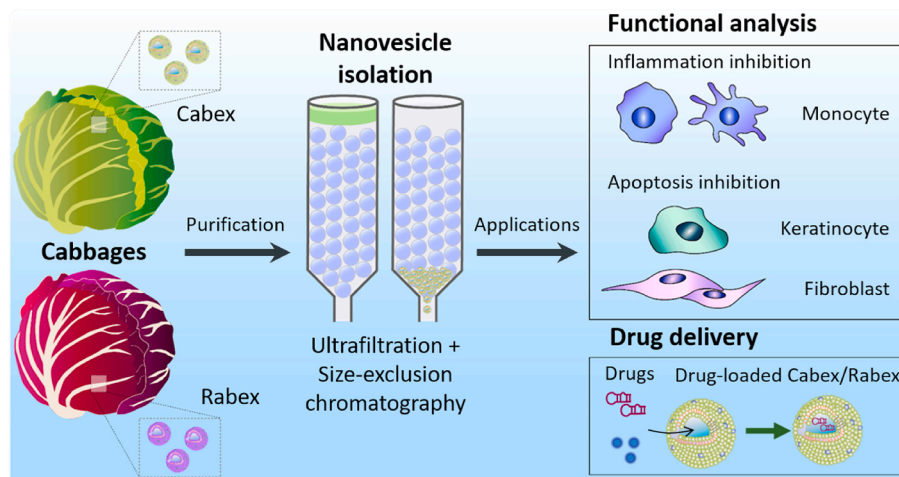 Cabex
Cabbages
Rabex
Purification
Nanovesicle
isolation
Ultrafiltration +
Size-exclusion
chromatography
Applications
Functional analysis
Inflammation inhibition
Monocyte
Apoptosis inhibition
Keratinocyte
Fibroblast
Drug delivery
Drugs
Drug-loaded Cabex/Rabex